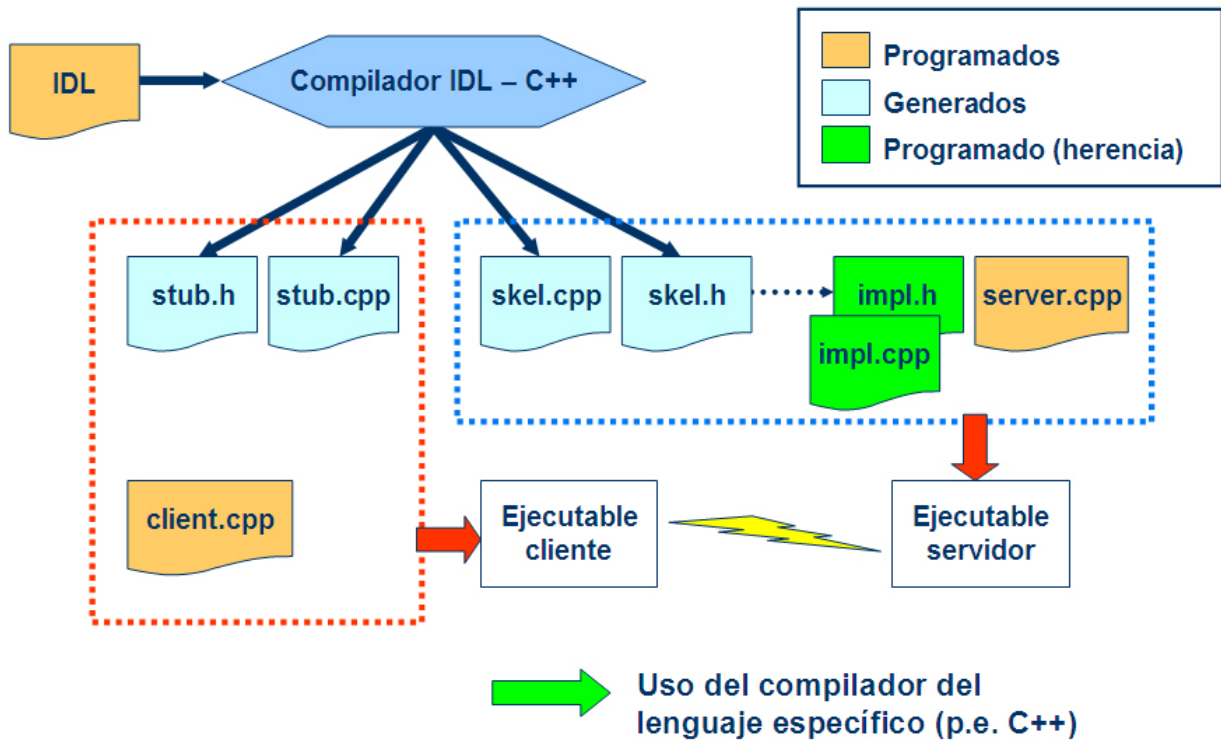 IDL
Compilador IDL – C++
Programados
Generados
Programado (herencia)
stub.h
stub.cpp
skel.cpp
skel.h
impl.h
impl.cpp
server.cpp
client.cpp
Ejecutable
cliente
Ejecutable
servidor
Uso del compilador del
lenguaje específico (p.e. C++)